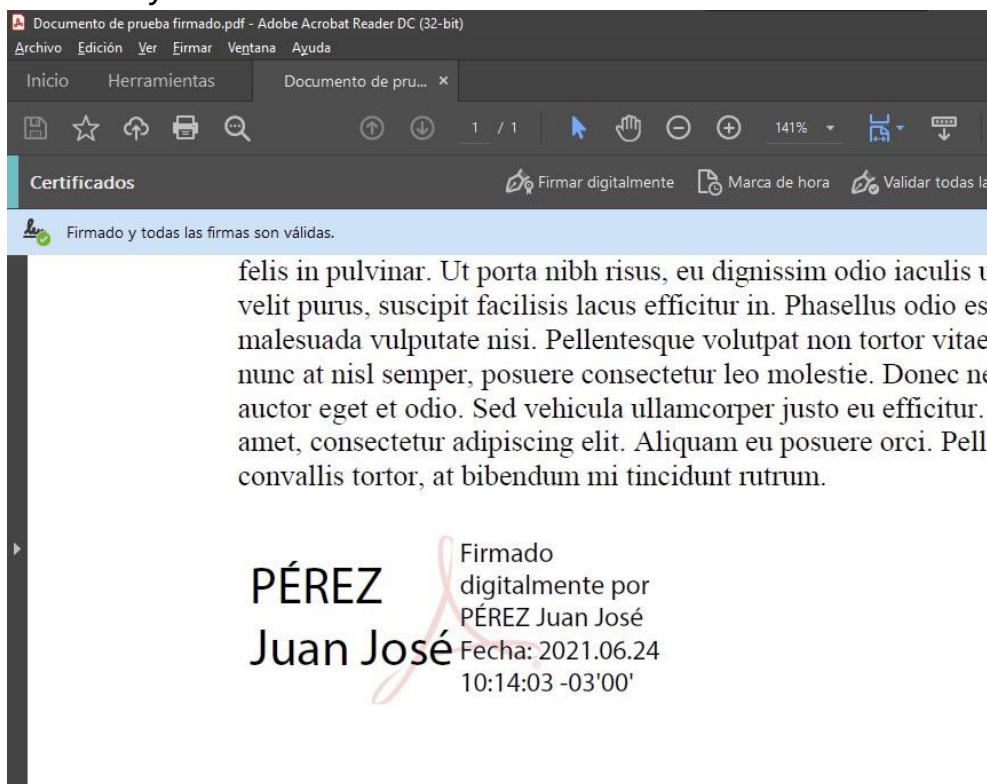 Documento de prueba firmado.pdf - Adobe Acrobat Reader DC (32-bit)
Archivo Edición Ver Firmar Ventana Ayuda
Inicio Herramientas Documento de pru... ×
1 / 1 141%
Certificados Firmar digitalmente Marca de hora Validar todas la
Firmado y todas las firmas son válidas.
felis in pulvinar. Ut porta nibh risus, eu dignissim odio iaculis u
velit purus, suscipit facilisis lacus efficitur in. Phasellus odio es
malesuada vulputate nisi. Pellentesque volutpat non tortor vitae
nunc at nisl semper, posuere consectetur leo molestie. Donec ne
auctor eget et odio. Sed vehicula ullamcorper justo eu efficitur.
amet, consectetur adipiscing elit. Aliquam eu posuere orci. Pell
convallis tortor, at bibendum mi tincidunt rutrum.
PÉREZ
Juan José
Firmado
digitalmente por
PÉREZ Juan José
Fecha: 2021.06.24
10:14:03 -03'00'